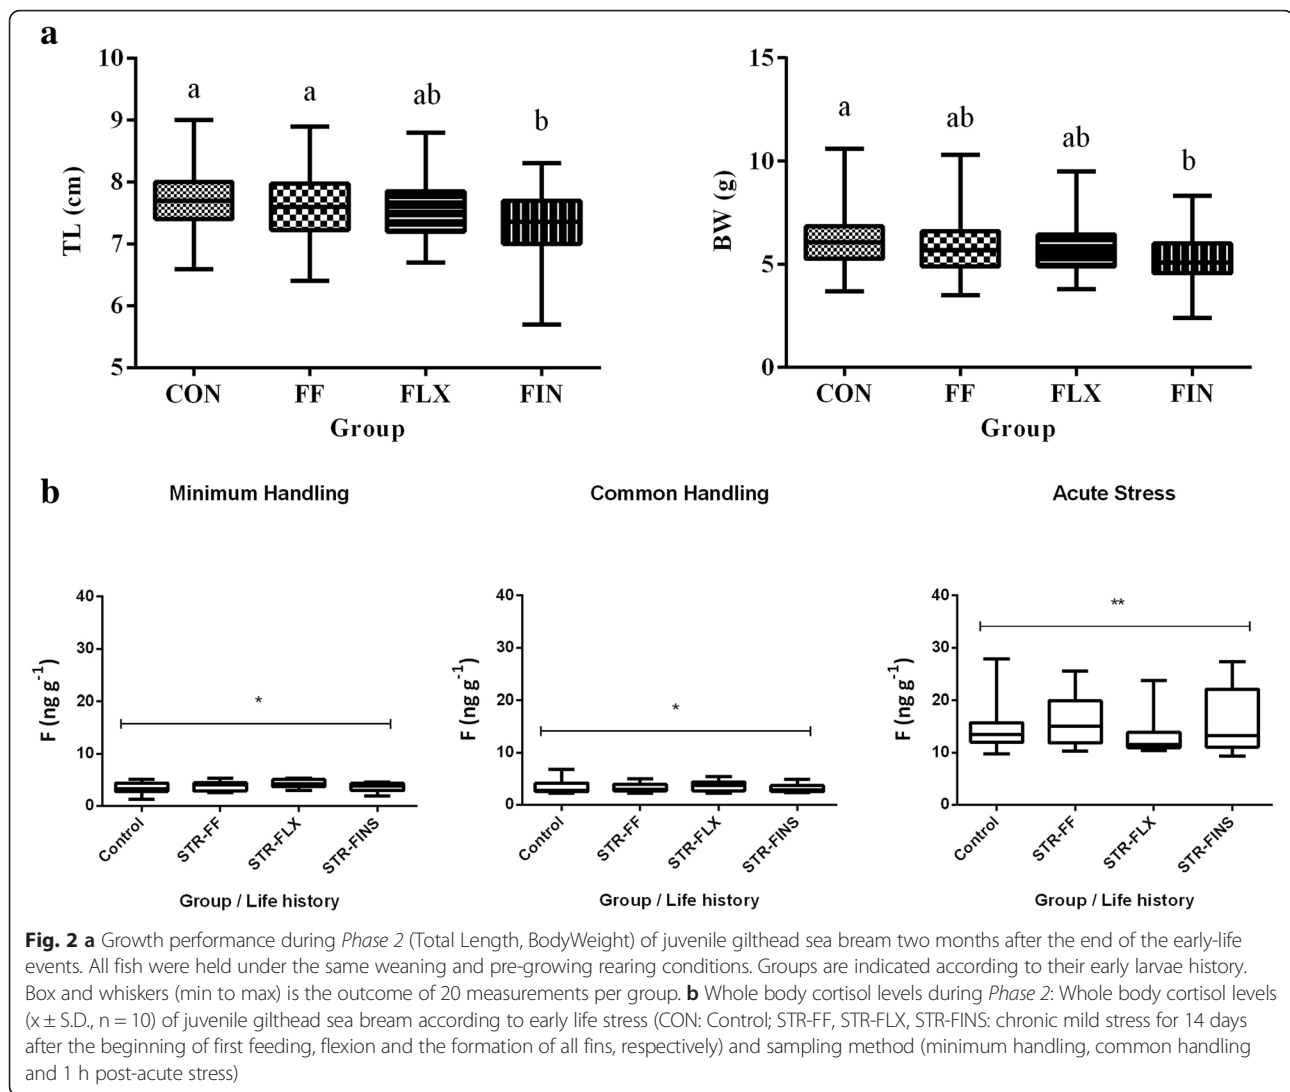 a
10
9
8
7
6
5
TL (cm)
a
a
ab
b
CON FF FLX FIN
Group
15
10
5
0
BW (g)
a
ab
ab
b
CON FF FLX FIN
Group
b
Minimum Handling
40
30
20
10
0
F (ng g⁻¹)
*
Control STR-FF STR-FLX STR-FINS
Group / Life history
Common Handling
40
30
20
10
0
F (ng g⁻¹)
*
Control STR-FF STR-FLX STR-FINS
Group / Life history
Acute Stress
40
30
20
10
0
F (ng g⁻¹)
**
Control STR-FF STR-FLX STR-FINS
Group / Life history
Fig. 2 a Growth performance during Phase 2 (Total Length, BodyWeight) of juvenile gilthead sea bream two months after the end of the early-life
events. All fish were held under the same weaning and pre-growing rearing conditions. Groups are indicated according to their early larvae history.
Box and whiskers (min to max) is the outcome of 20 measurements per group. b Whole body cortisol levels during Phase 2: Whole body cortisol levels
(x ± S.D., n = 10) of juvenile gilthead sea bream according to early life stress (CON: Control; STR-FF, STR-FLX, STR-FINS: chronic mild stress for 14 days
after the beginning of first feeding, flexion and the formation of all fins, respectively) and sampling method (minimum handling, common handling
and 1 h post-acute stress)